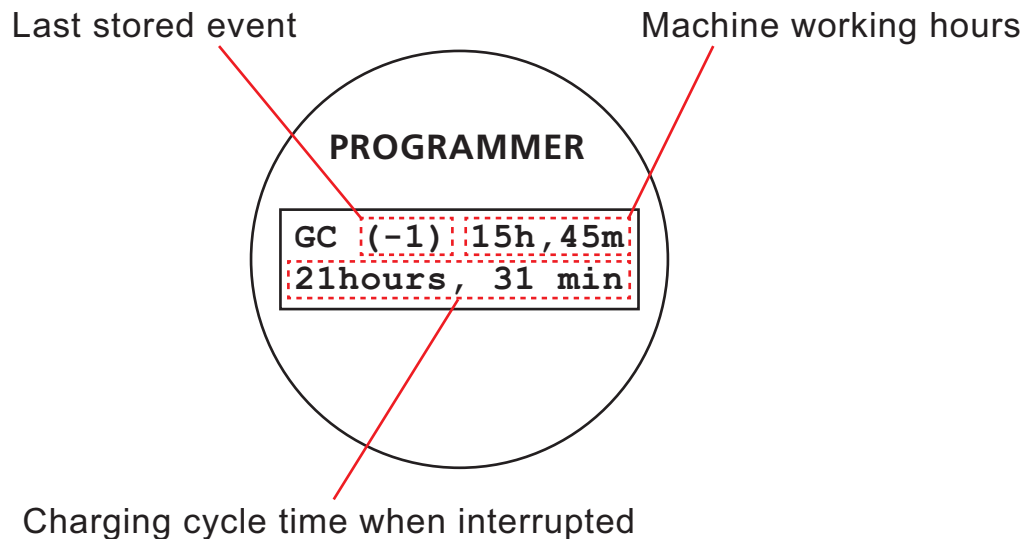 Last stored event
Machine working hours
PROGRAMMER
GC (-1) 15h,45m
21hours, 31 min
Charging cycle time when interrupted